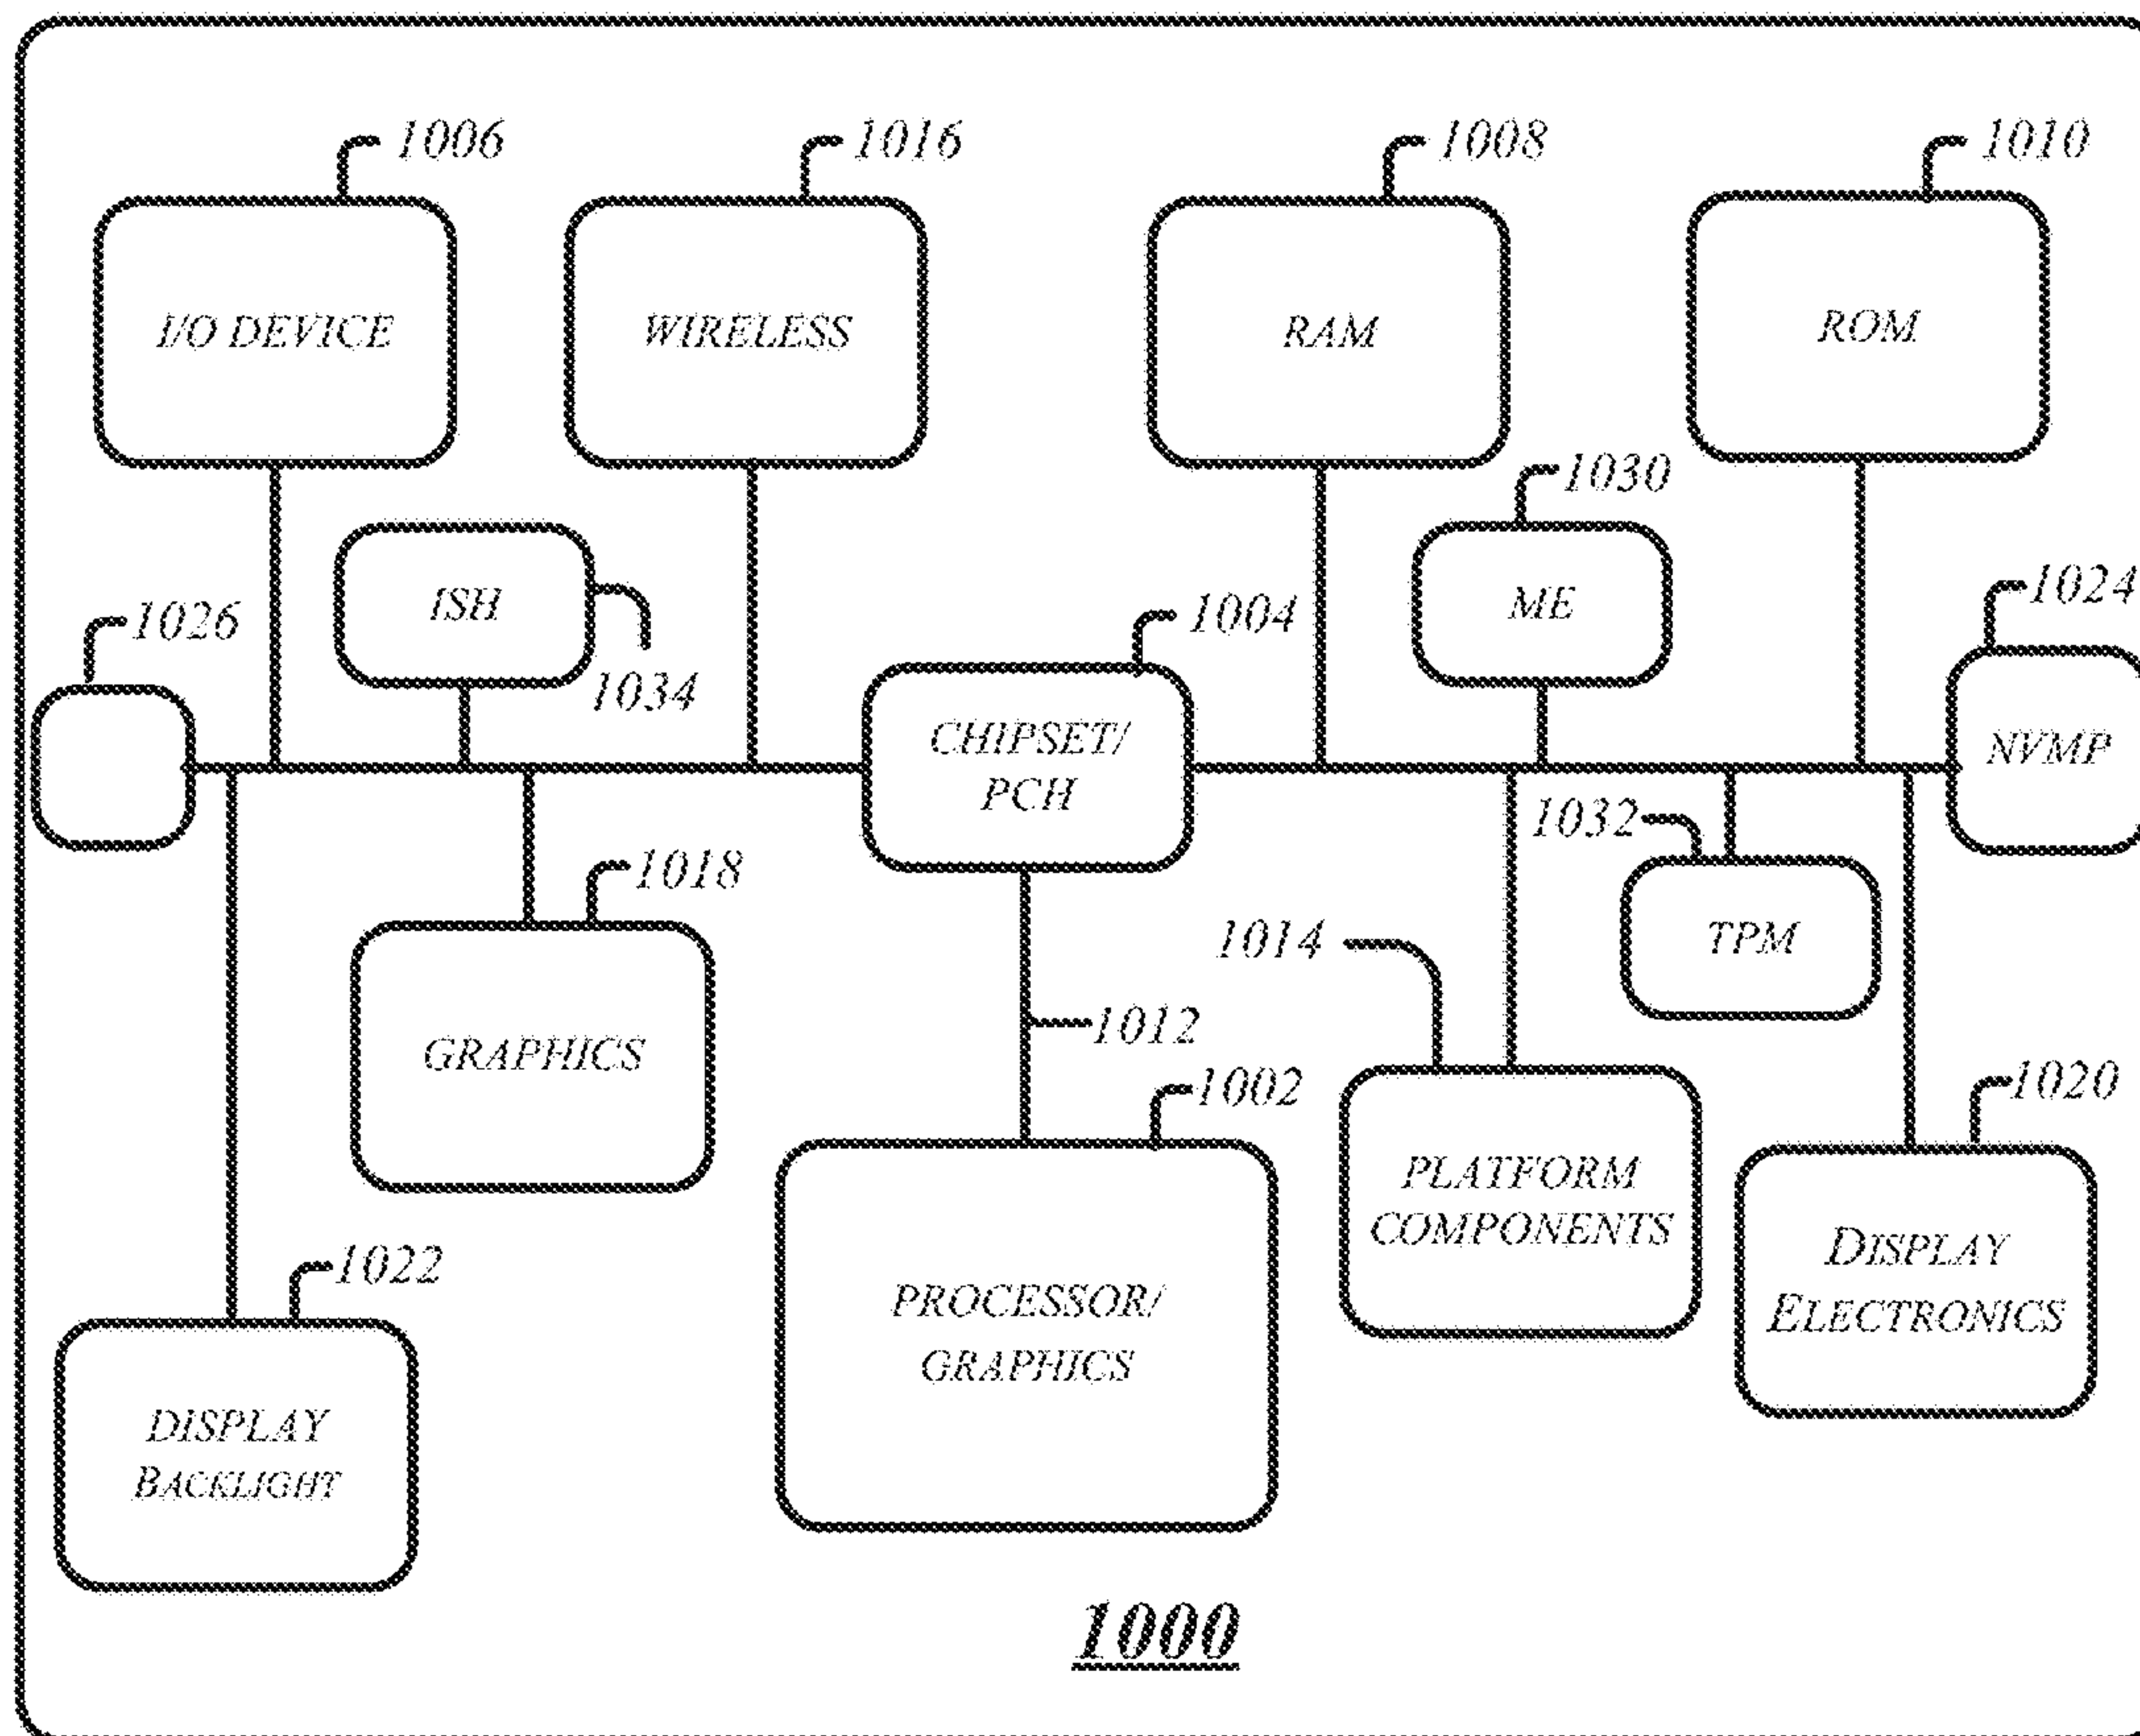 1006
1016
1008
1010
I/O DEVICE
WIRELESS
RAM
ROM
1030
1024
1026
ISH
1034
1004
ME
CHIPSET/
PCH
NVMP
1032
1018
1014
TPM
GRAPHICS
1012
1002
1020
PLATFORM
COMPONENTS
DISPLAY
ELECTRONICS
1022
PROCESSOR/
GRAPHICS
DISPLAY
BACKLIGHT
1000